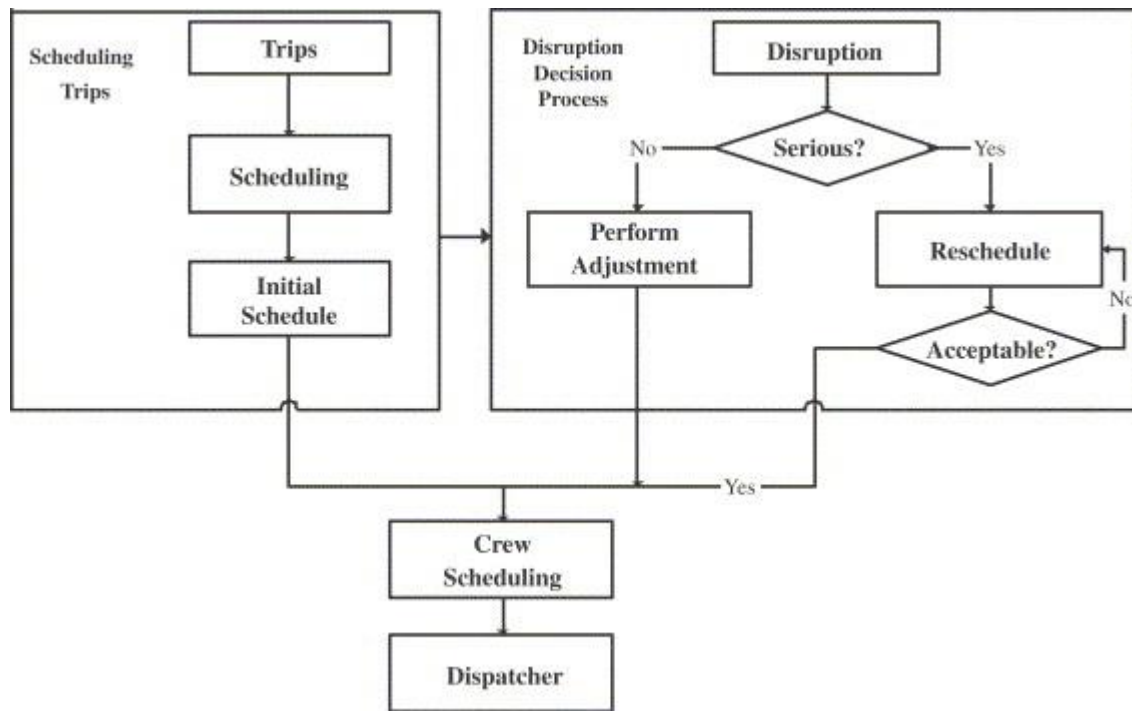 Scheduling
Trips
Trips
Scheduling
Initial
Schedule
Disruption
Decision
Process
Disruption
Serious?
No
Yes
Perform
Adjustment
Reschedule
No
Acceptable?
Yes
Crew
Scheduling
Dispatcher